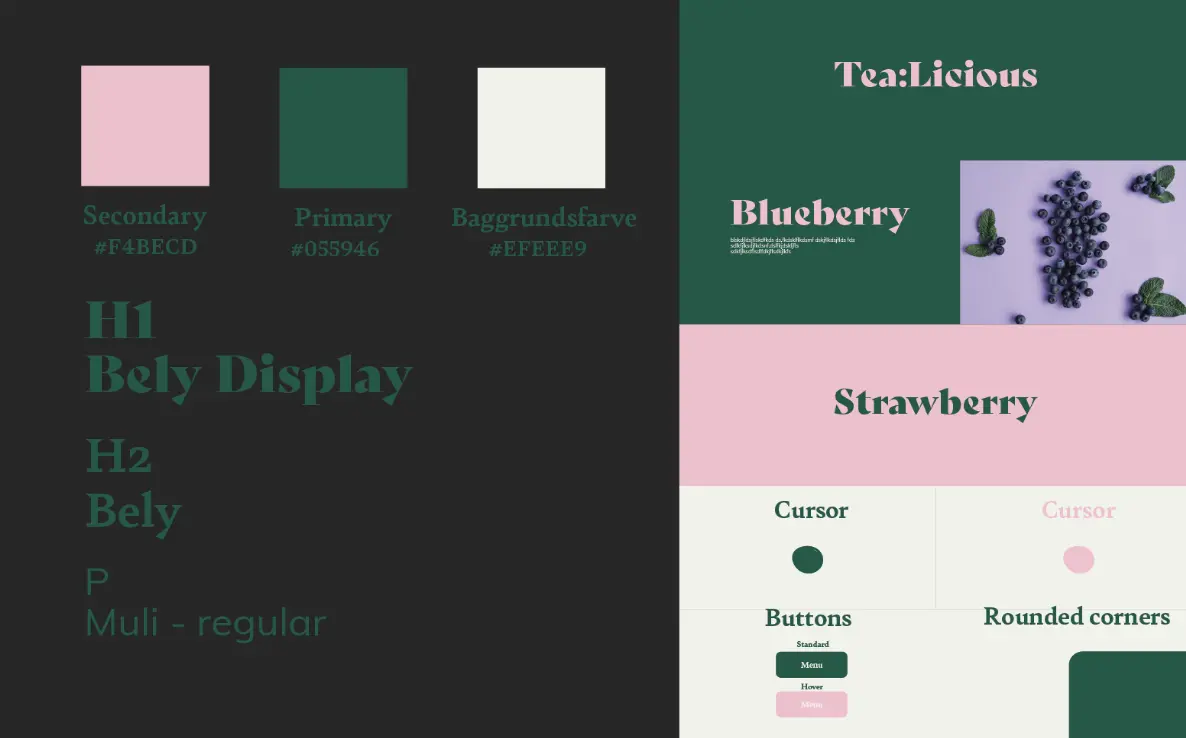 Secondary
#F4BECD
Primary
#055946
Baggrundsfarve
#EFEEE9
H1
Bely Display
H2
Bely
P
Muli - regular
Tea:Licious
Blueberry
Strawberry
Cursor
Cursor
Buttons
Standard
Menu
Hover
Menu
Rounded corners